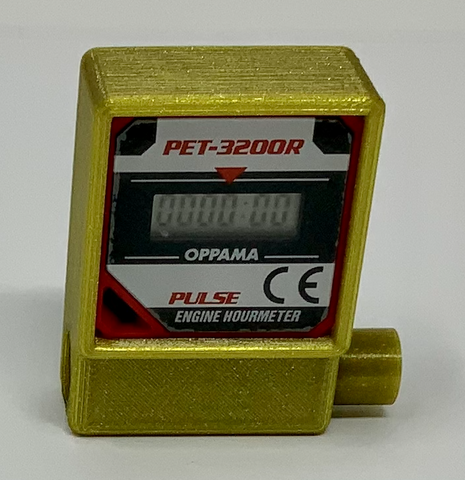 PET-3200R
0000:00
OPPAMA
PULSE CE
ENGINE HOURMETER